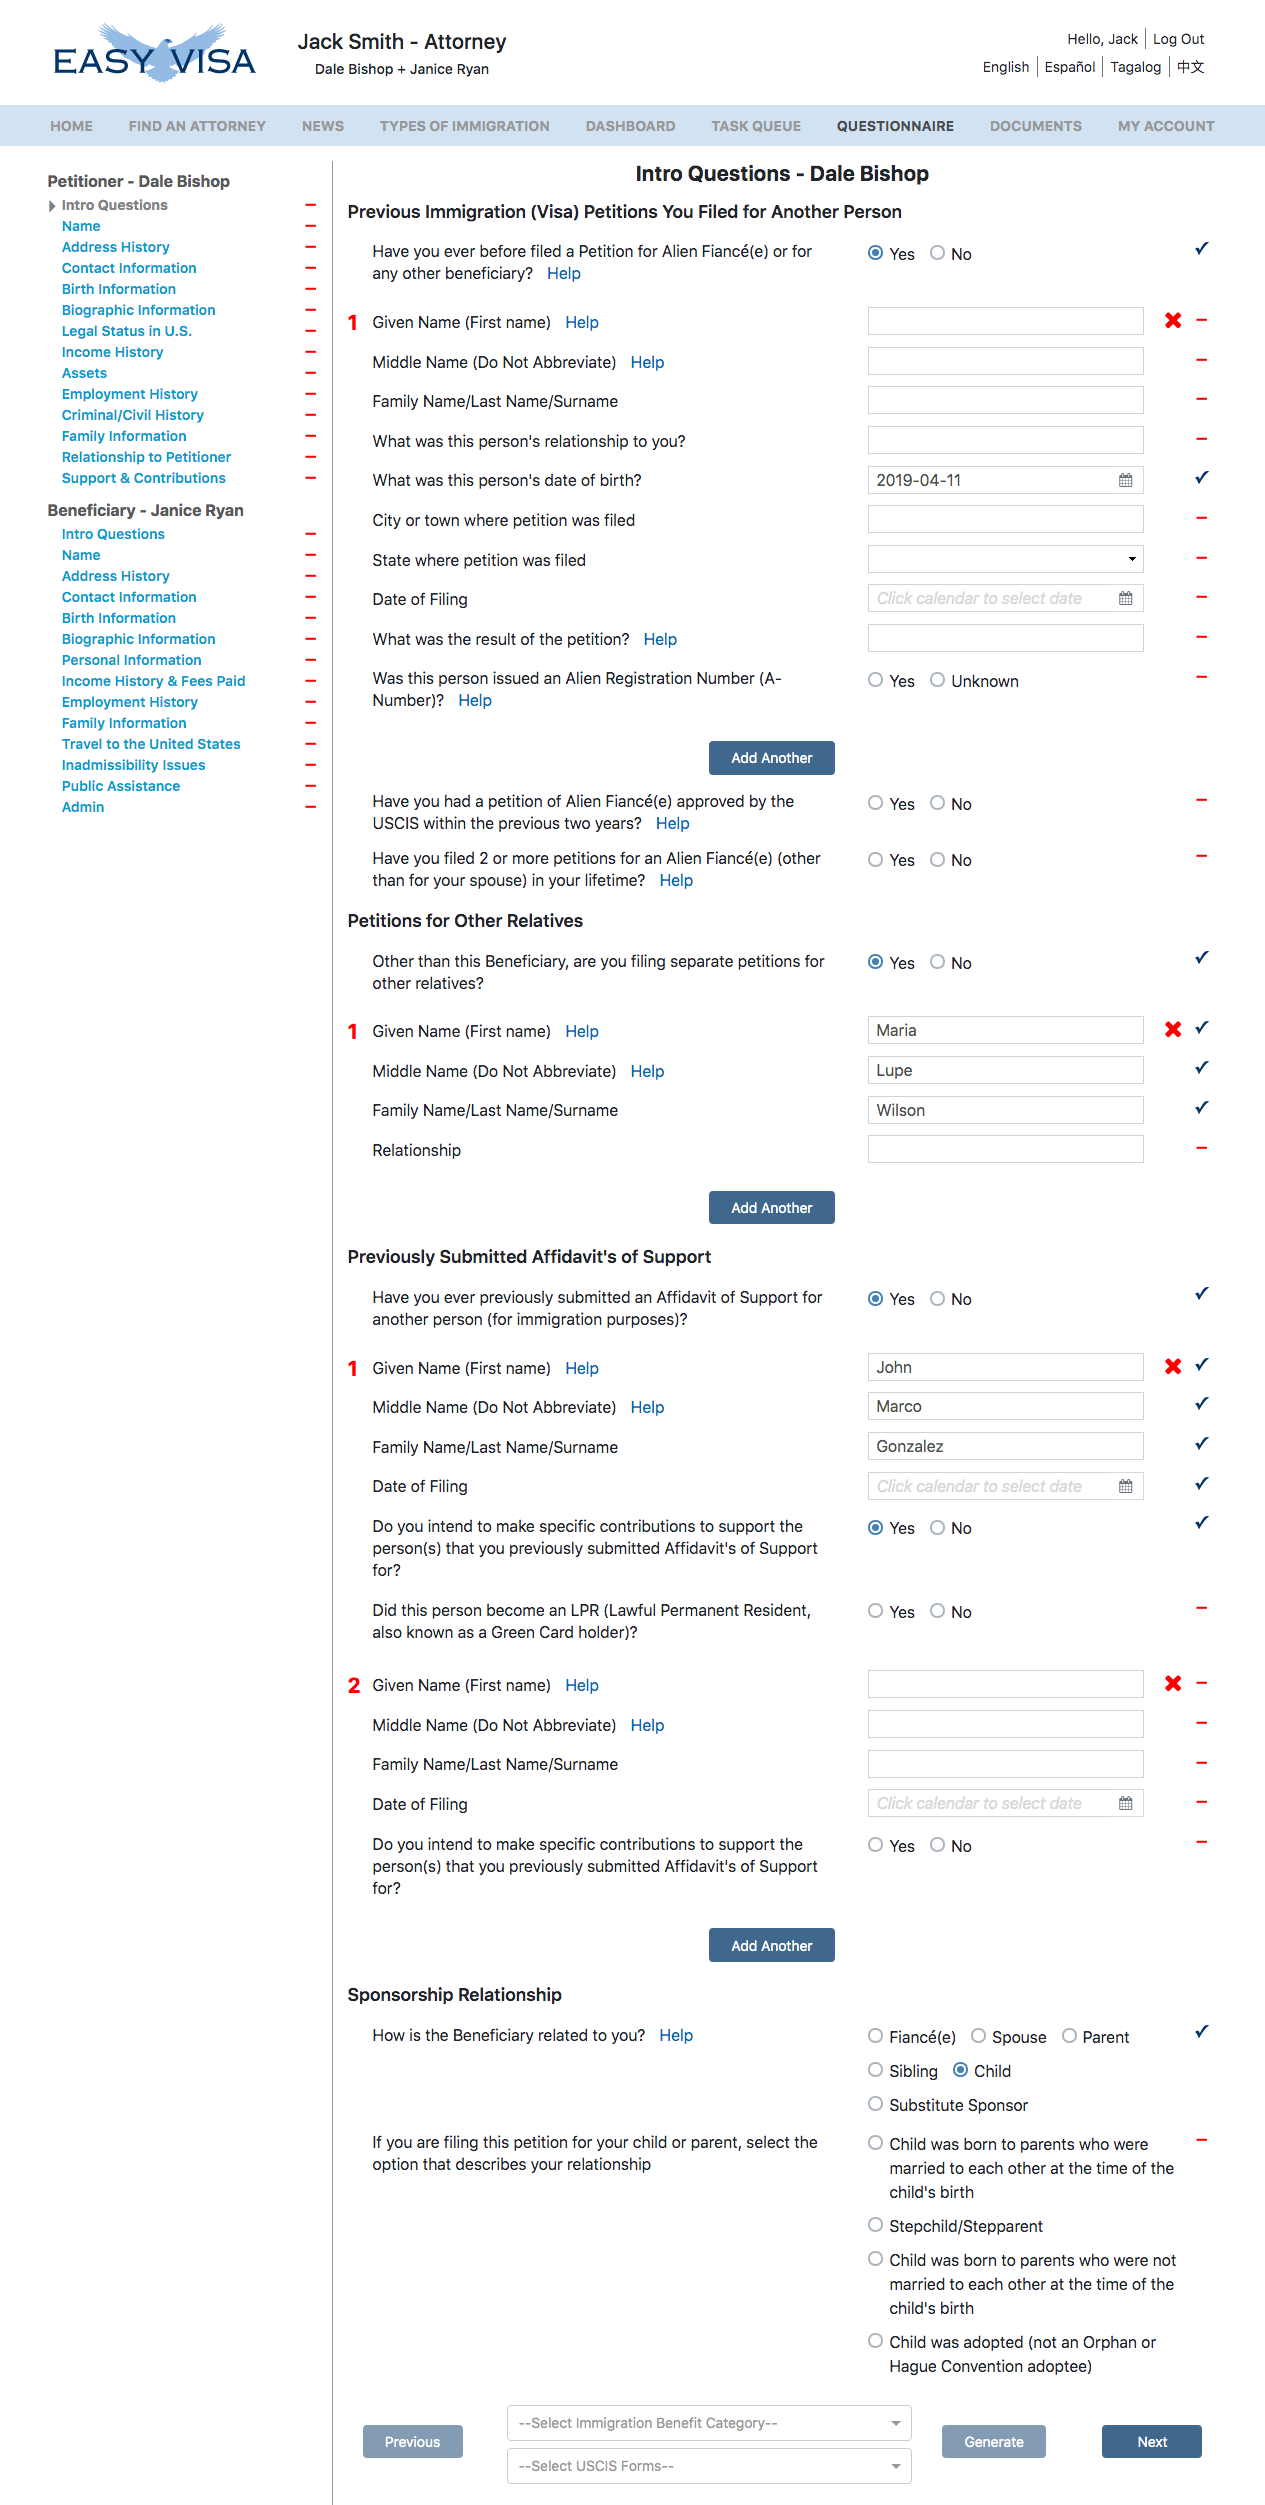 EASY VISA
Jack Smith - Attorney
Dale Bishop + Janice Ryan
Hello, Jack
Log Out
English
Español
Tagalog
中文
HOME
FIND AN ATTORNEY
NEWS
TYPES OF IMMIGRATION
DASHBOARD
TASK QUEUE
QUESTIONNAIRE
DOCUMENTS
MY ACCOUNT
Petitioner - Dale Bishop
Intro Questions
Name
Address History
Contact Information
Birth Information
Biographic Information
Legal Status in U.S.
Income History
Assets
Employment History
Criminal/Civil History
Family Information
Relationship to Petitioner
Support & Contributions
Beneficiary - Janice Ryan
Intro Questions
Name
Address History
Contact Information
Birth Information
Biographic Information
Personal Information
Income History & Fees Paid
Employment History
Family Information
Travel to the United States
Inadmissibility Issues
Public Assistance
Admin
Intro Questions - Dale Bishop
Previous Immigration (Visa) Petitions You Filed for Another Person
Have you ever before filed a Petition for Alien Fiancé(e) or for
any other beneficiary? Help
Yes No
1 Given Name (First name) Help
Middle Name (Do Not Abbreviate) Help
Family Name/Last Name/Surname
What was this person's relationship to you?
What was this person's date of birth?
2019-04-11
City or town where petition was filed
State where petition was filed
Date of Filing
Click calendar to select date
What was the result of the petition? Help
Was this person issued an Alien Registration Number (A-
Number)? Help
Yes Unknown
Add Another
Have you had a petition of Alien Fiancé(e) approved by the
USCIS within the previous two years? Help
Yes No
Have you filed 2 or more petitions for an Alien Fiancé(e) (other
than for your spouse) in your lifetime? Help
Yes No
Petitions for Other Relatives
Other than this Beneficiary, are you filing separate petitions for
other relatives?
Yes No
1 Given Name (First name) Help
Maria
Middle Name (Do Not Abbreviate) Help
Lupe
Family Name/Last Name/Surname
Wilson
Relationship
Add Another
Previously Submitted Affidavit's of Support
Have you ever previously submitted an Affidavit of Support for
another person (for immigration purposes)?
Yes No
1 Given Name (First name) Help
John
Middle Name (Do Not Abbreviate) Help
Marco
Family Name/Last Name/Surname
Gonzalez
Date of Filing
Click calendar to select date
Do you intend to make specific contributions to support the
person(s) that you previously submitted Affidavit's of Support
for?
Yes No
Did this person become an LPR (Lawful Permanent Resident,
also known as a Green Card holder)?
Yes No
2 Given Name (First name) Help
Middle Name (Do Not Abbreviate) Help
Family Name/Last Name/Surname
Date of Filing
Click calendar to select date
Do you intend to make specific contributions to support the
person(s) that you previously submitted Affidavit's of Support
for?
Yes No
Add Another
Sponsorship Relationship
How is the Beneficiary related to you? Help
Fiancé(e) Spouse Parent
Sibling Child
Substitute Sponsor
If you are filing this petition for your child or parent, select the
option that describes your relationship
Child was born to parents who were
married to each other at the time of the
child's birth
Stepchild/Stepparent
Child was born to parents who were not
married to each other at the time of the
child's birth
Child was adopted (not an Orphan or
Hague Convention adoptee)
Previous
--Select Immigration Benefit Category--
--Select USCIS Forms--
Generate
Next